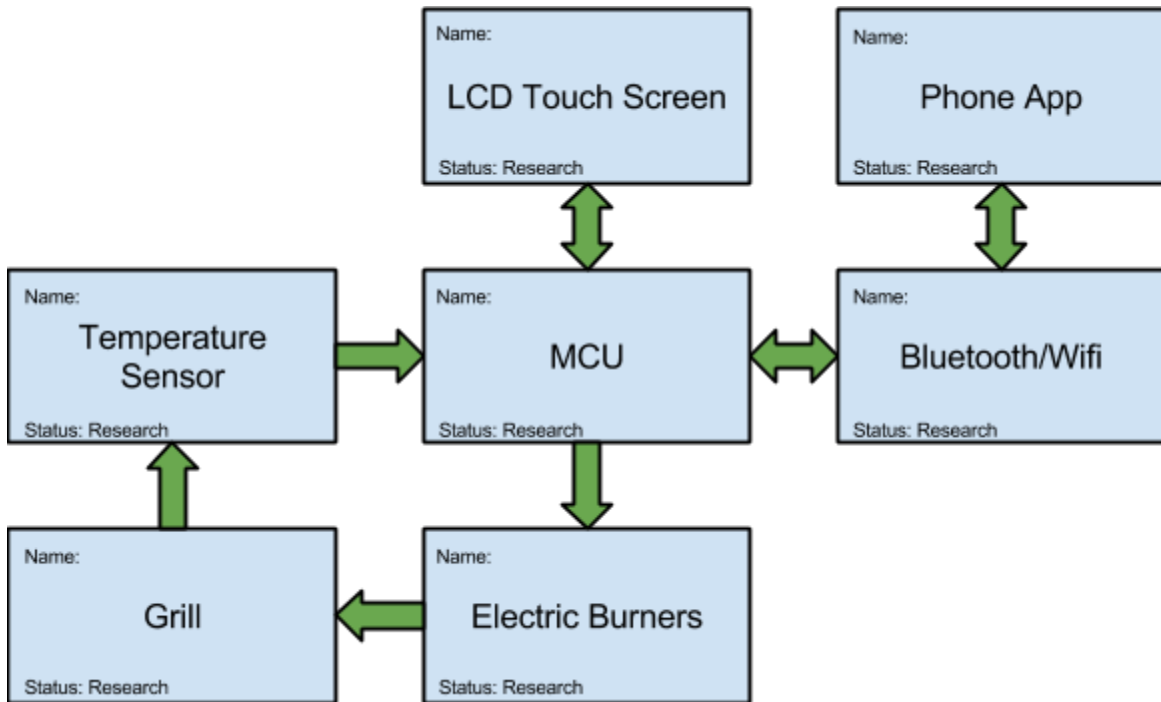 Name:
LCD Touch Screen
Status: Research
Name:
Phone App
Status: Research
Name:
Temperature
Sensor
Status: Research
Name:
MCU
Status: Research
Name:
Bluetooth/Wifi
Status: Research
Name:
Grill
Status: Research
Name:
Electric Burners
Status: Research